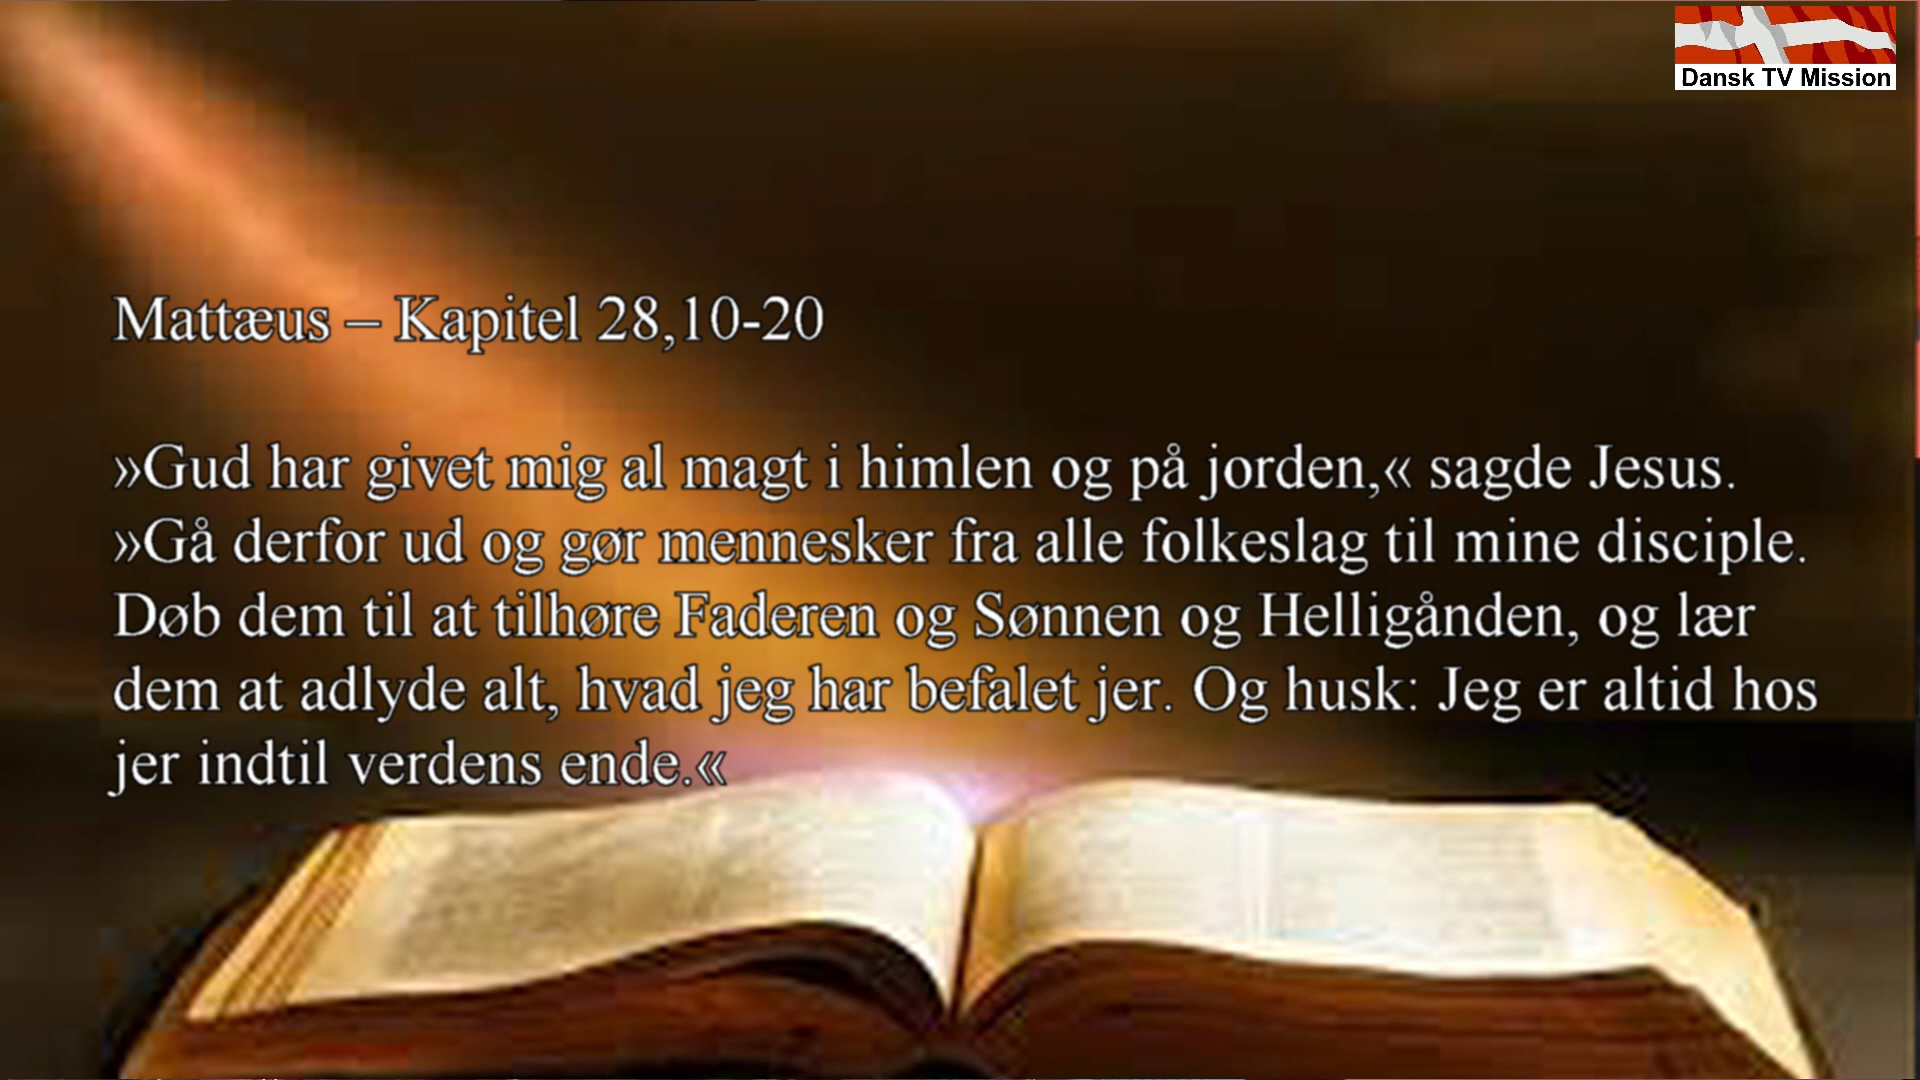 Dansk TV Mission
Mattæus – Kapitel 28,10-20
»Gud har givet mig al magt i himlen og på jorden,« sagde Jesus.
»Gå derfor ud og gør mennesker fra alle folkeslag til mine disciple.
Døb dem til at tilhøre Faderen og Sønnen og Helligånden, og lær
dem at adlyde alt, hvad jeg har befalet jer. Og husk: Jeg er altid hos
jer indtil verdens ende.«